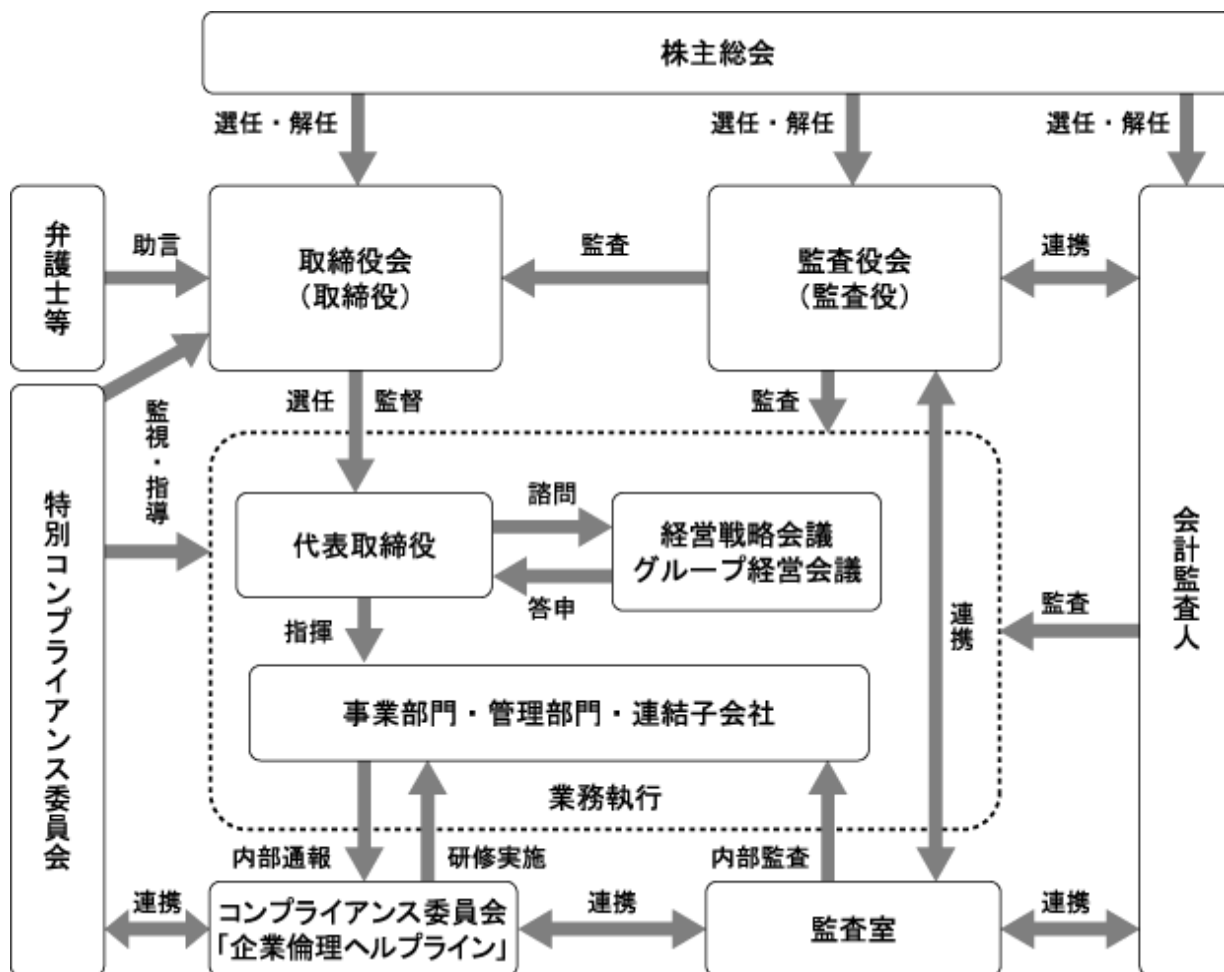 株主総会
選任・解任
選任・解任
選任・解任
弁護士等
助言
取締役会
（取締役）
監査
監査役会
（監査役）
連携
選任
監督
監査
監視・指導
特別コンプライアンス委員会
代表取締役
諮問
答申
経営戦略会議
グループ経営会議
連携
会計監査人
監査
指揮
事業部門・管理部門・連結子会社
業務執行
内部通報
研修実施
内部監査
連携
コンプライアンス委員会
「企業倫理ヘルプライン」
連携
監査室
連携